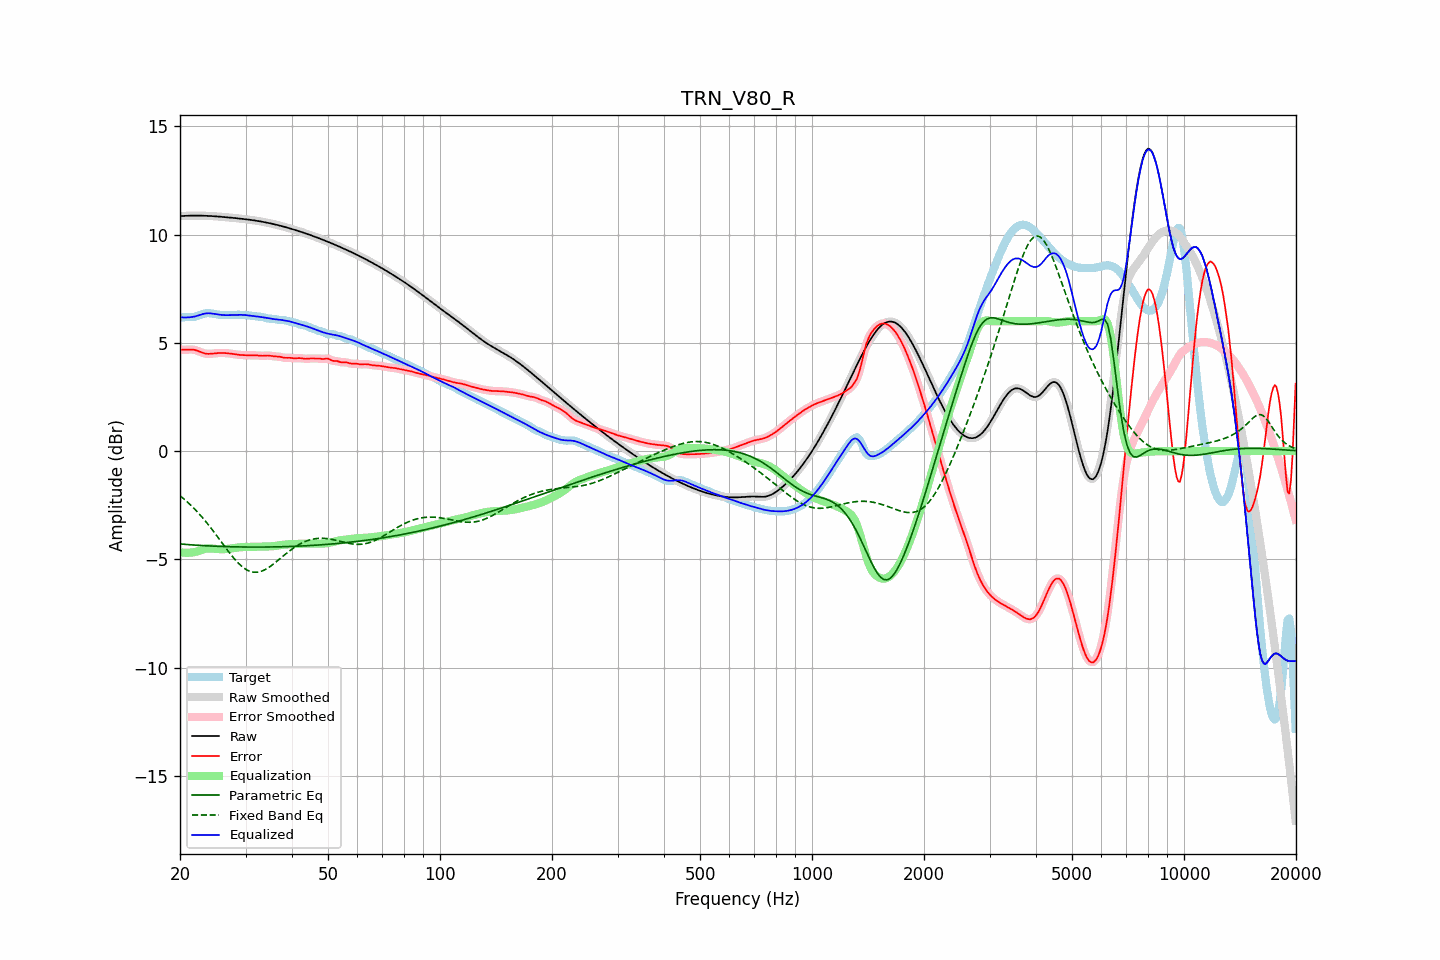 TRN_V80_R
Amplitude (dBr)
15
10
5
0
−5
−10
−15
Target
Raw Smoothed
Error Smoothed
Raw
Error
Equalization
Parametric Eq
Fixed Band Eq
Equalized
20 50 100 200 500 1000 2000 5000 10000 20000
Frequency (Hz)